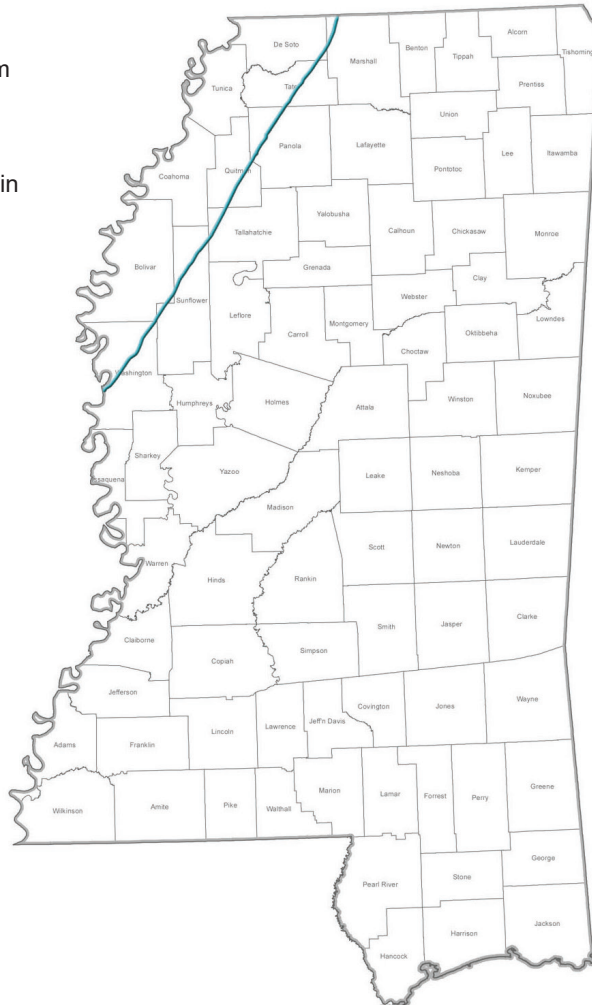 m
in
Alcorn
De Soto
Benton
Tippah
Tishoming
Marshall
Tate
Prentiss
Tunica
Union
Panola
Lafayette
Lee
Itawamba
Quitman
Pontotoc
Coahoma
Yalobusha
Tallahatchie
Calhoun
Chickasaw
Monroe
Bolivar
Grenada
Clay
Sunflower
Webster
Leflore
Montgomery
Lowndes
Carroll
Oktibbeha
Choctaw
Washington
Noxubee
Humphreys
Holmes
Attala
Winston
Sharkey
Yazoo
Leake
Neshoba
Kemper
Issaquena
Madison
Lauderdale
Scott
Newton
Warren
Hinds
Rankin
Clarke
Smith
Jasper
Claiborne
Simpson
Copiah
Jefferson
Wayne
Covington
Jones
Lawrence
Jeff'n Davis
Lincoln
Adams
Franklin
Greene
Marion
Lamar
Forrest
Perry
Wilkinson
Amite
Pike
Walthall
George
Stone
Pearl River
Jackson
Harrison
Hancock